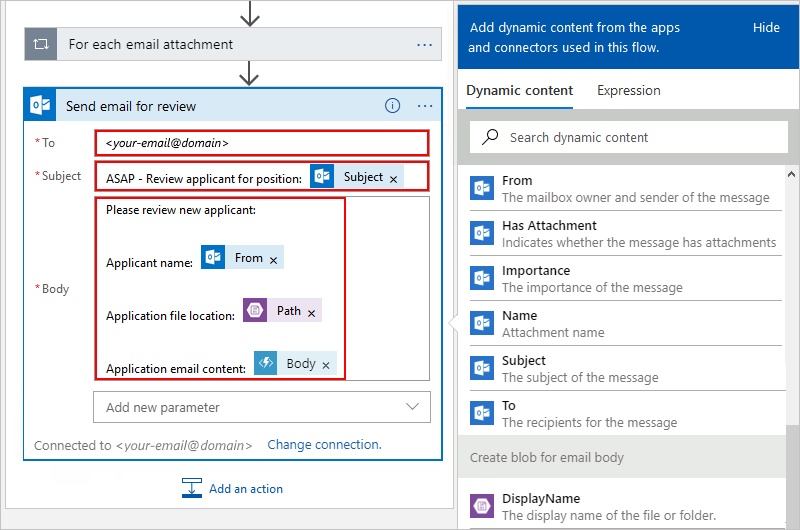 For each email attachment
...
Send email for review
...
* To
<your-email@domain>
* Subject
ASAP - Review applicant for position: Subject x
* Body
Please review new applicant:
Applicant name: From x
Application file location: Path x
Application email content: Body x
Add new parameter
Connected to <your-email@domain> Change connection.
Add an action
Add dynamic content from the apps
and connectors used in this flow.
Hide
Dynamic content Expression
Search dynamic content
From
The mailbox owner and sender of the message
Has Attachment
Indicates whether the message has attachments
Importance
The importance of the message
Name
Attachment name
Subject
The subject of the message
To
The recipients for the message
Create blob for email body
DisplayName
The display name of the file or folder.